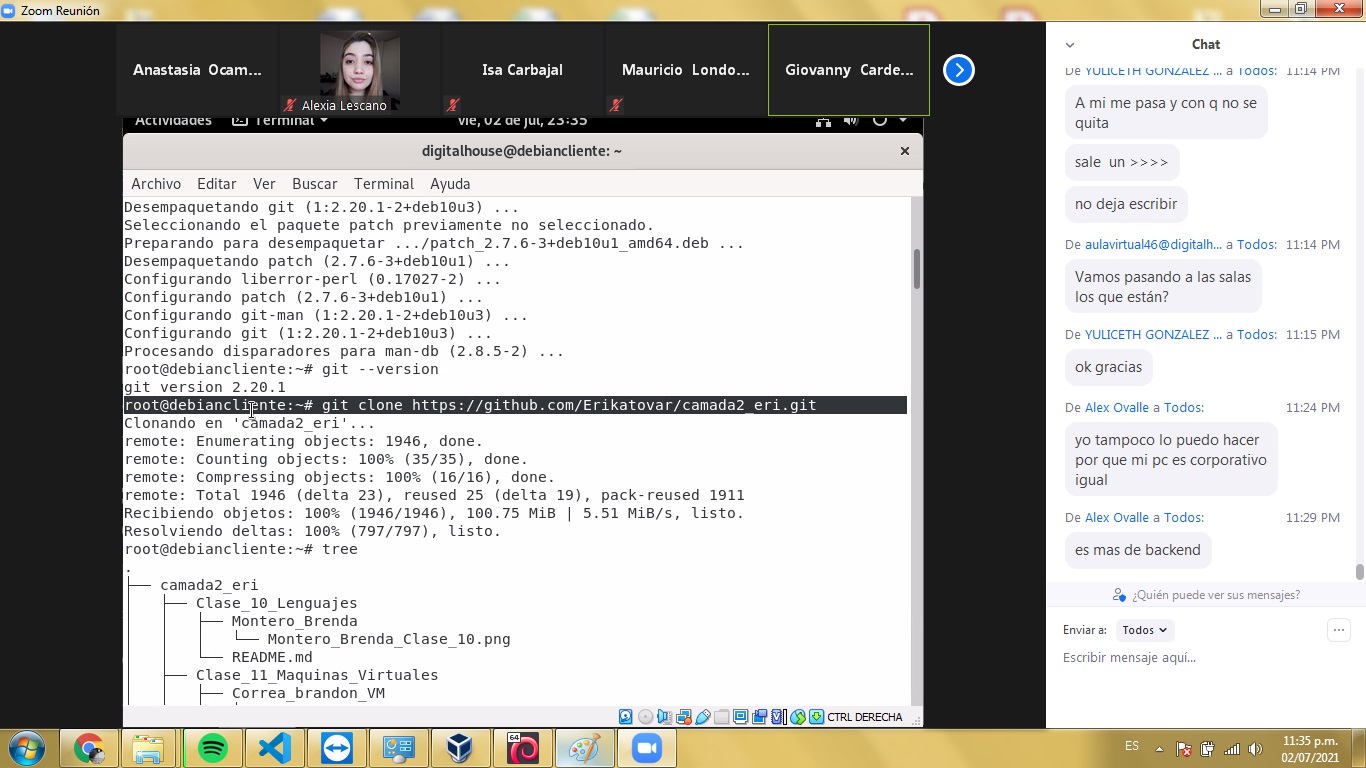 Zoom Reunión
Anastasia Ocam...
Alexia Lescano
Isa Carbajal
Mauricio Londo...
Giovanny Carde...
Actividades Terminal vie, 02 de jul, 23:35
digitalhouse@debiancliente: ~
Archivo Editar Ver Buscar Terminal Ayuda
Desempaquetando git (1:2.20.1-2+deb10u3) ...
Seleccionando el paquete patch previamente no seleccionado.
Preparando para desempaquetar .../patch_2.7.6-3+deb10u1_amd64.deb ...
Desempaquetando patch (2.7.6-3+deb10u1) ...
Configurando liberror-perl (0.17027-2) ...
Configurando patch (2.7.6-3+deb10u1) ...
Configurando git-man (1:2.20.1-2+deb10u3) ...
Configurando git (1:2.20.1-2+deb10u3) ...
Procesando disparadores para man-db (2.8.5-2) ...
root@debiancliente:~# git --version
git version 2.20.1
root@debiancliente:~# git clone https://github.com/Erikatovar/camada2_eri.git
Clonando en 'camada2_eri'...
remote: Enumerating objects: 1946, done.
remote: Counting objects: 100% (35/35), done.
remote: Compressing objects: 100% (16/16), done.
remote: Total 1946 (delta 23), reused 25 (delta 19), pack-reused 1911
Recibiendo objetos: 100% (1946/1946), 100.75 MiB | 5.51 MiB/s, listo.
Resolviendo deltas: 100% (797/797), listo.
root@debiancliente:~# tree
.
├── camada2_eri
│   ├── Clase_10_Lenguajes
│   │   ├── Montero_Brenda
│   │   │   └── Montero_Brenda_Clase_10.png
│   │   └── README.md
│   ├── Clase_11_Maquinas_Virtuales
│   │   ├── Correa_brandon_VM
CTRL DERECHA
Chat
De YULICETH GONZALEZ ... a Todos: 11:14 PM
A mi me pasa y con q no se
quita
sale un >>>>
no deja escribir
De aulavirtual46@digitalh... a Todos: 11:14 PM
Vamos pasando a las salas
los que están?
De YULICETH GONZALEZ ... a Todos: 11:15 PM
ok gracias
De Alex Ovalle a Todos: 11:24 PM
yo tampoco lo puedo hacer
por que mi pc es corporativo
igual
De Alex Ovalle a Todos: 11:29 PM
es mas de backend
¿Quién puede ver sus mensajes?
Enviar a: Todos
Escribir mensaje aquí...
64
ES
11:35 p.m.
02/07/2021